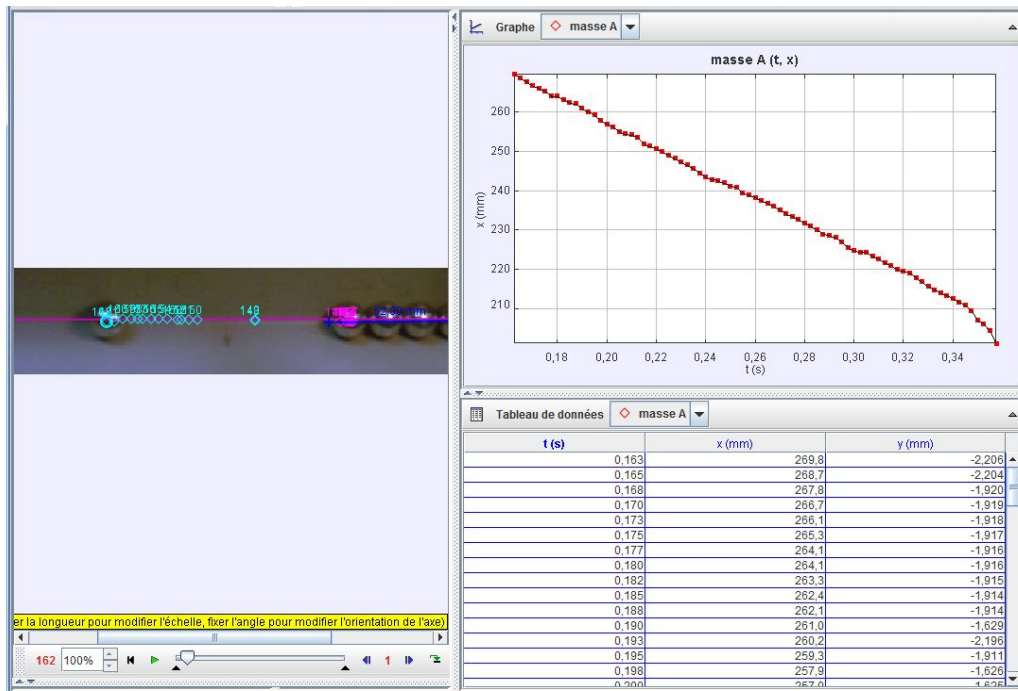 Graphe masse A
masse A (t, x)
x (mm)
260
250
240
230
220
210
0,18 0,20 0,22 0,24 0,26 0,28 0,30 0,32 0,34
t (s)
Tableau de données masse A
t (s) x (mm) y (mm)
0,163 269,8 -2,206
0,165 268,7 -2,204
0,168 267,8 -1,920
0,170 266,7 -1,919
0,173 266,1 -1,918
0,175 265,3 -1,917
0,177 264,1 -1,916
0,180 264,1 -1,916
0,182 263,3 -1,915
0,185 262,4 -1,914
0,188 262,1 -1,914
0,190 261,0 -1,629
0,193 260,2 -2,196
0,195 259,3 -1,911
0,198 257,9 -1,626
0,200 257,0 -1,625
er la longueur pour modifier l'échelle, fixer l'angle pour modifier l'orientation de l'axe)
162 100% 1